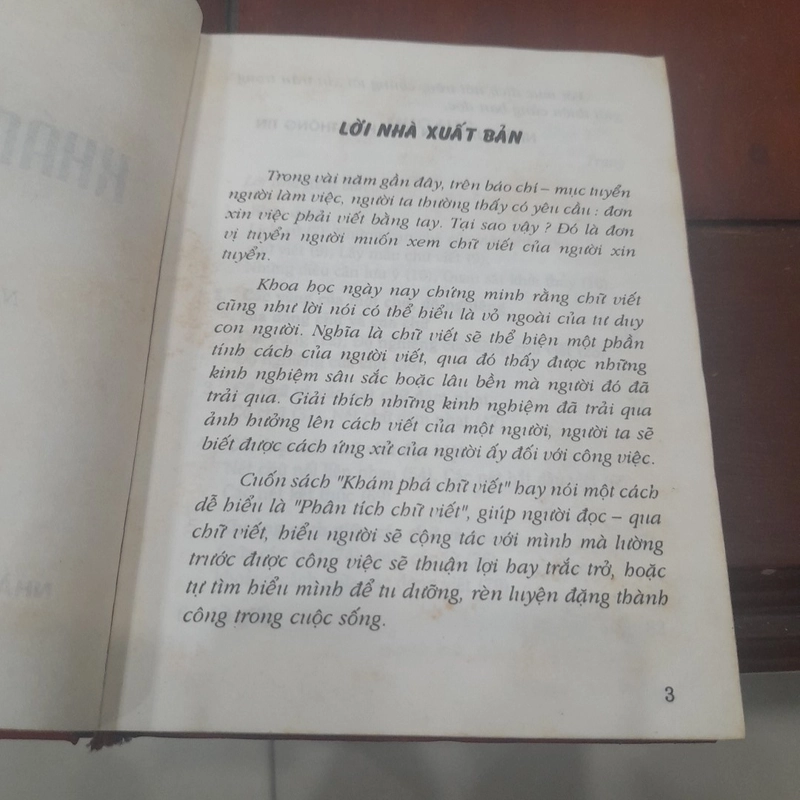 LỜI NHÀ XUẤT BẢN
Trong vài năm gần đây, trên báo chí – mục tuyển
người làm việc, người ta thường thấy có yêu cầu : đơn
xin việc phải viết bằng tay. Tại sao vậy ? Đó là đơn
vị tuyển người muốn xem chữ viết của người xin
tuyển.
Khoa học ngày nay chứng minh rằng chữ viết
cũng như lời nói có thể hiểu là vỏ ngoài của tư duy
con người. Nghĩa là chữ viết sẽ thể hiện một phần
tính cách của người viết, qua đó thấy được những
kinh nghiệm sâu sắc hoặc lâu bền mà người đó đã
trải qua. Giải thích những kinh nghiệm đã trải qua
ảnh hưởng lên cách viết của một người, người ta sẽ
biết được cách ứng xử của người ấy đối với công việc.
Cuốn sách "Khám phá chữ viết" hay nói một cách
dễ hiểu là "Phân tích chữ viết", giúp người đọc – qua
chữ viết, hiểu người sẽ cộng tác với mình mà lường
trước được công việc sẽ thuận lợi hay trắc trở, hoặc
tự tìm hiểu mình để tu dưỡng, rèn luyện đặng thành
công trong cuộc sống.
3